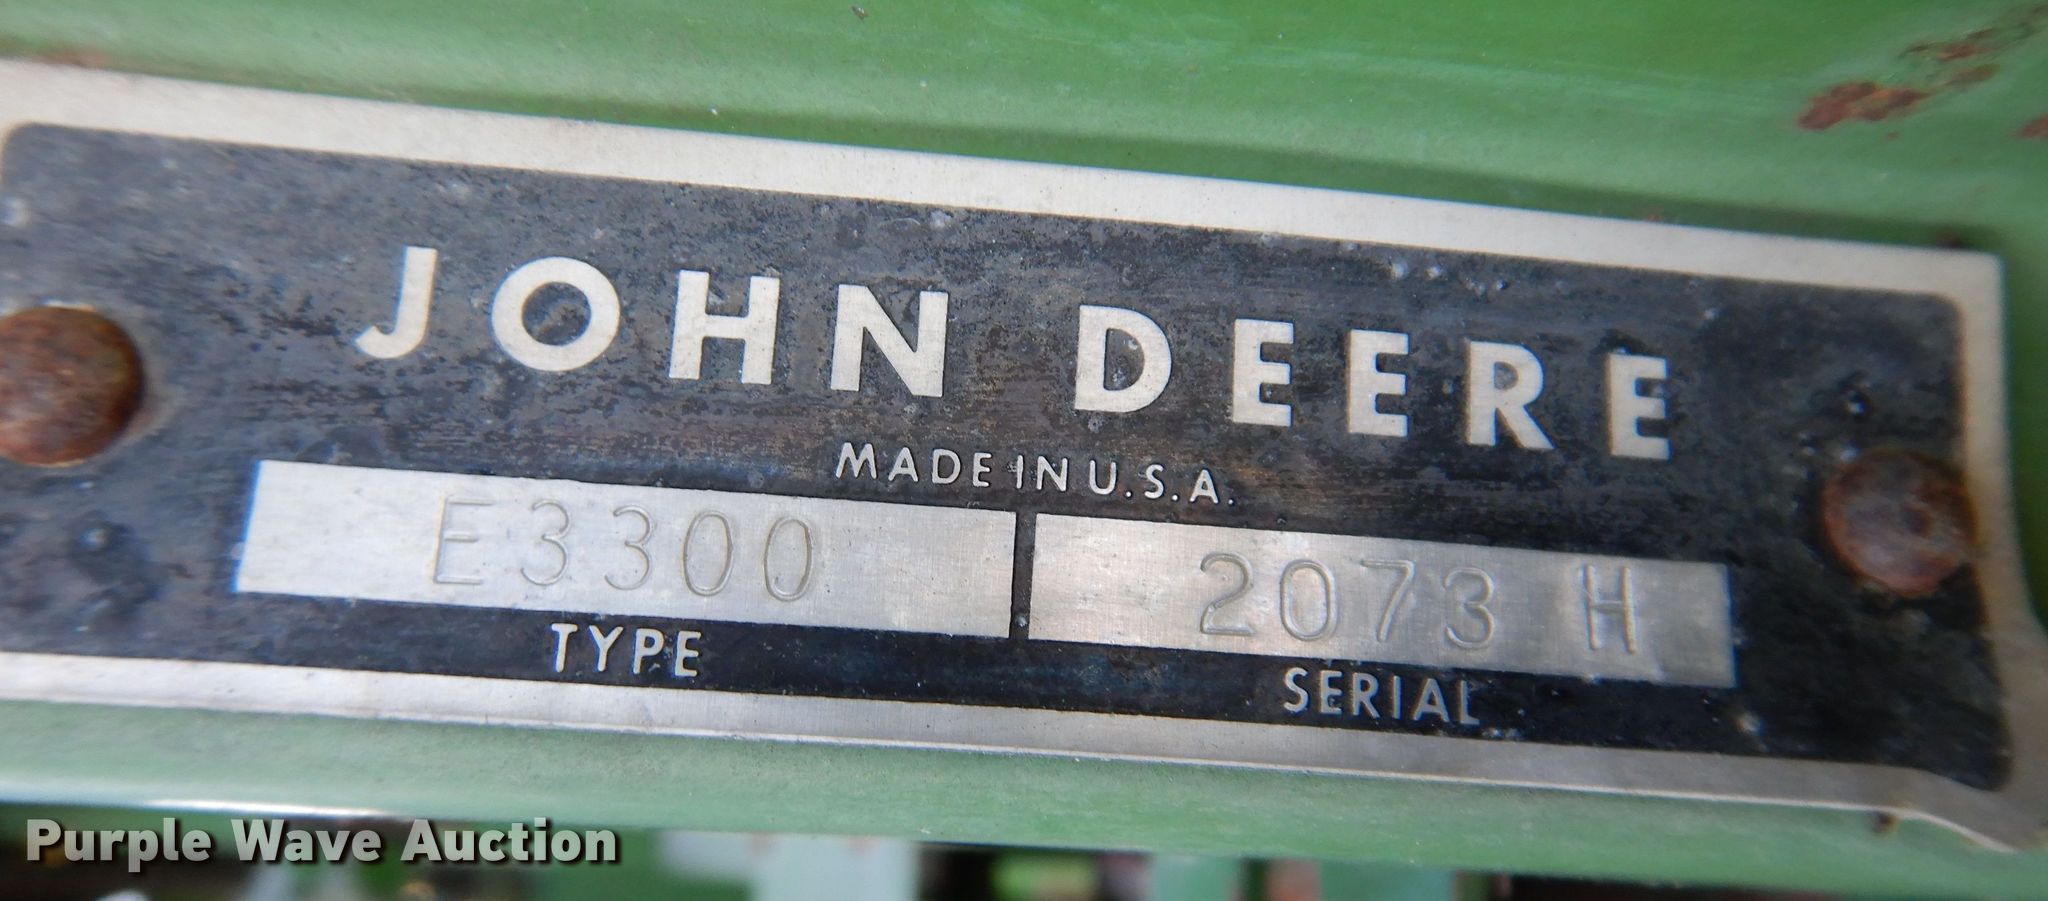 JOHN DEERE
MADE IN U.S.A.
E3300 2073 H
TYPE SERIAL
Purple Wave Auction